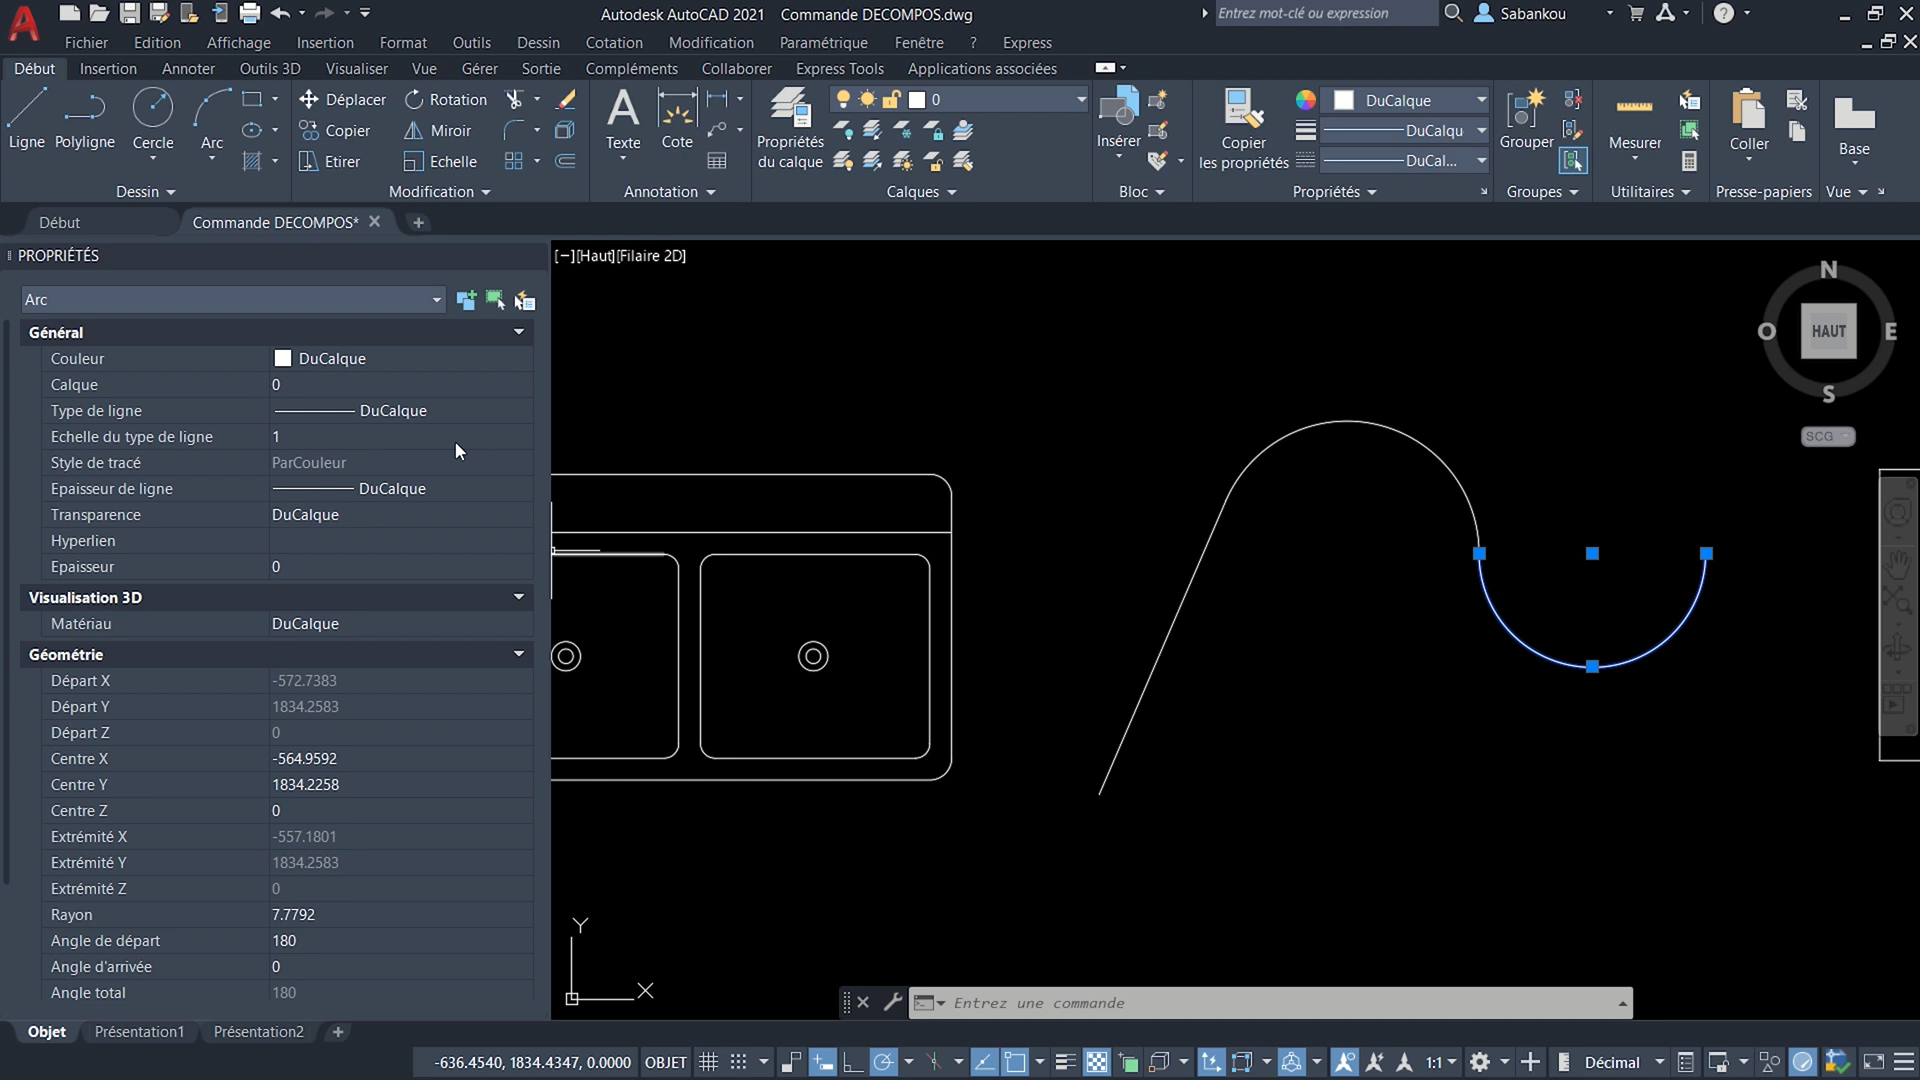 Autodesk AutoCAD 2021 Commande DECOMPOS.dwg
Entrez mot-clé ou expression
Sabankou
Fichier Edition Affichage Insertion Format Outils Dessin Cotation Modification Paramétrique Fenêtre ? Express
Début Insertion Annoter Outils 3D Visualiser Vue Gérer Sortie Compléments Collaborer Express Tools Applications associées
Ligne Polyligne Cercle Arc
Déplacer Rotation
Copier Miroir
Etirer Echelle
Texte Cote
Propriétés
du calque
0
Insérer
Copier
les propriétés
DuCalque
DuCalqu
DuCal...
Grouper
Mesurer
Coller
Base
Dessin Modification Annotation Calques Bloc Propriétés Groupes Utilitaires Presse-papiers Vue
Début Commande DECOMPOS*
PROPRIÉTÉS
[−][Haut][Filaire 2D]
Arc
Général
Couleur DuCalque
Calque 0
Type de ligne DuCalque
Echelle du type de ligne 1
Style de tracé ParCouleur
Epaisseur de ligne DuCalque
Transparence DuCalque
Hyperlien
Epaisseur 0
Visualisation 3D
Matériau DuCalque
Géométrie
Départ X -572.7383
Départ Y 1834.2583
Départ Z 0
Centre X -564.9592
Centre Y 1834.2258
Centre Z 0
Extrémité X -557.1801
Extrémité Y 1834.2583
Extrémité Z 0
Rayon 7.7792
Angle de départ 180
Angle d'arrivée 0
Angle total 180
N
O HAUT E
S
SCG
Y
X
Entrez une commande
Objet Présentation1 Présentation2
-636.4540, 1834.4347, 0.0000 OBJET 1:1 Décimal